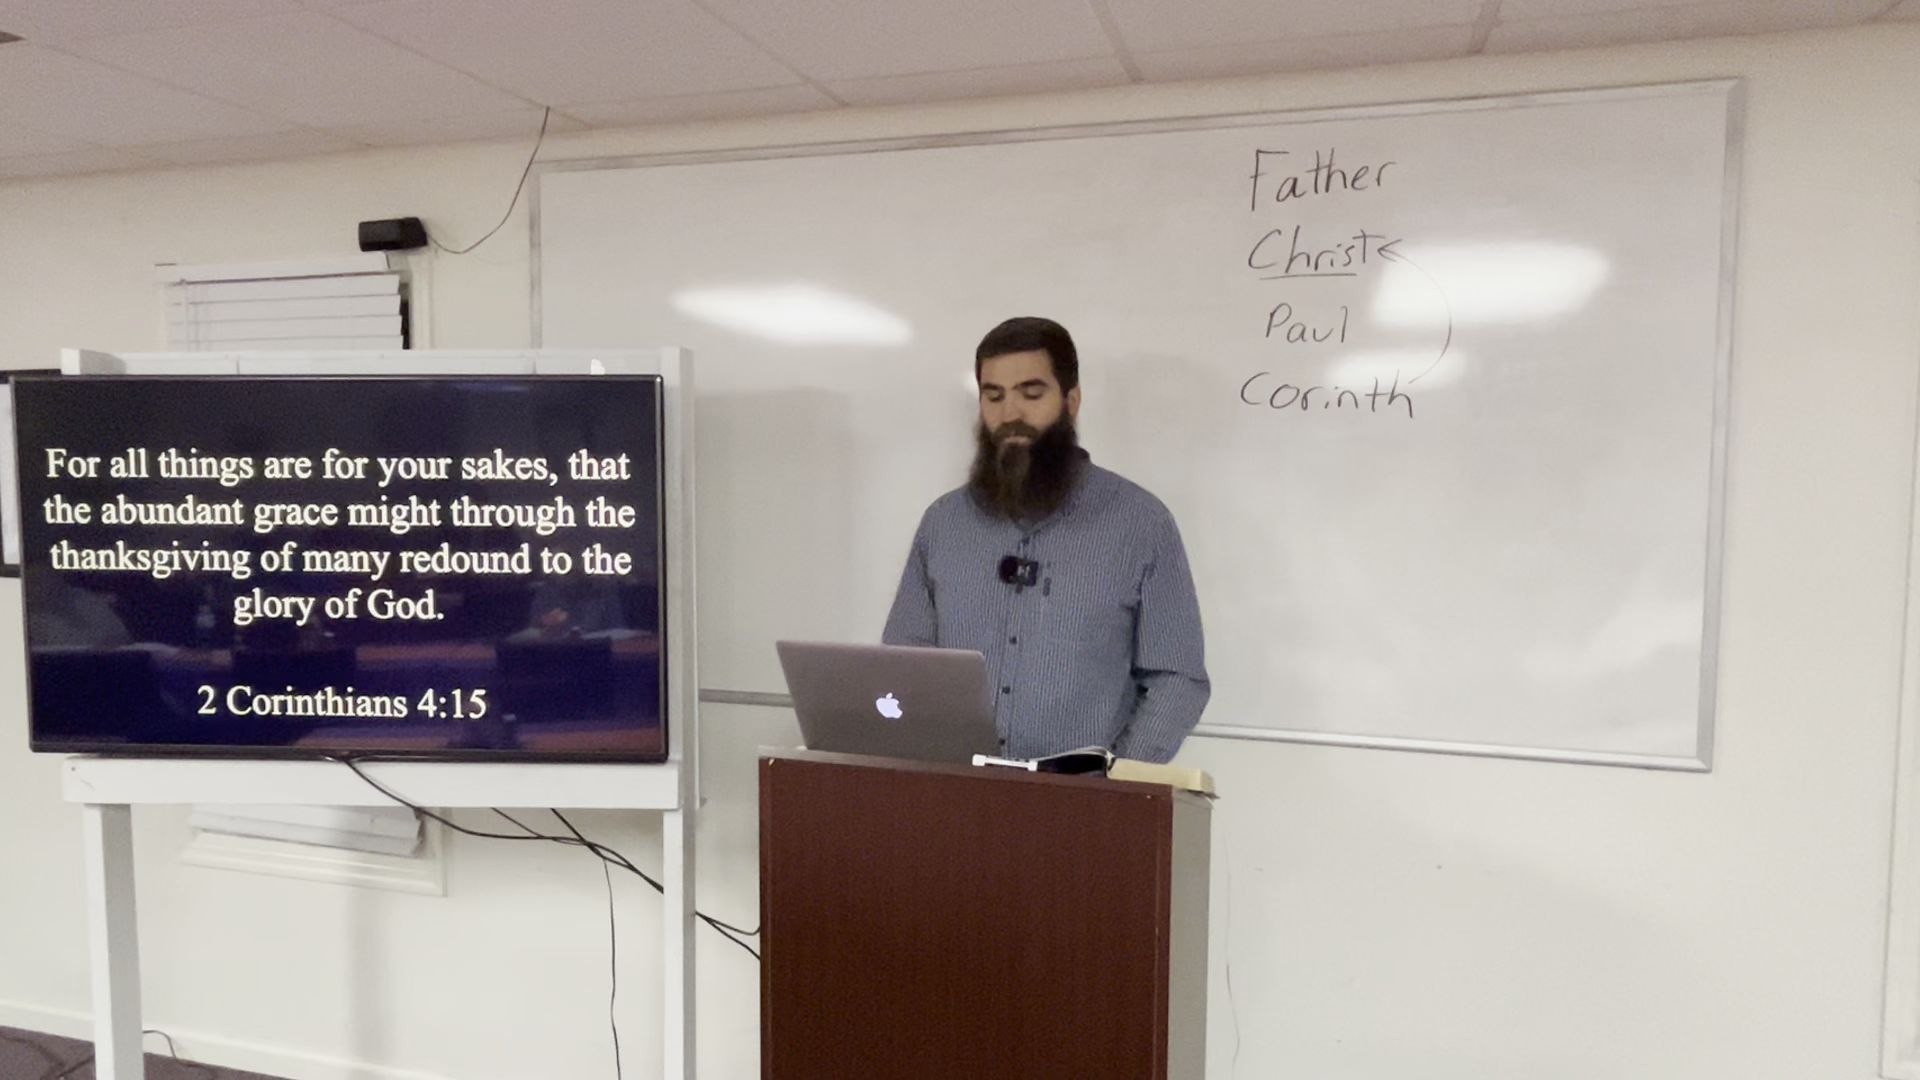 For all things are for your sakes, that
the abundant grace might through the
thanksgiving of many redound to the
glory of God.
2 Corinthians 4:15
Father
Christ
Paul
Corinth